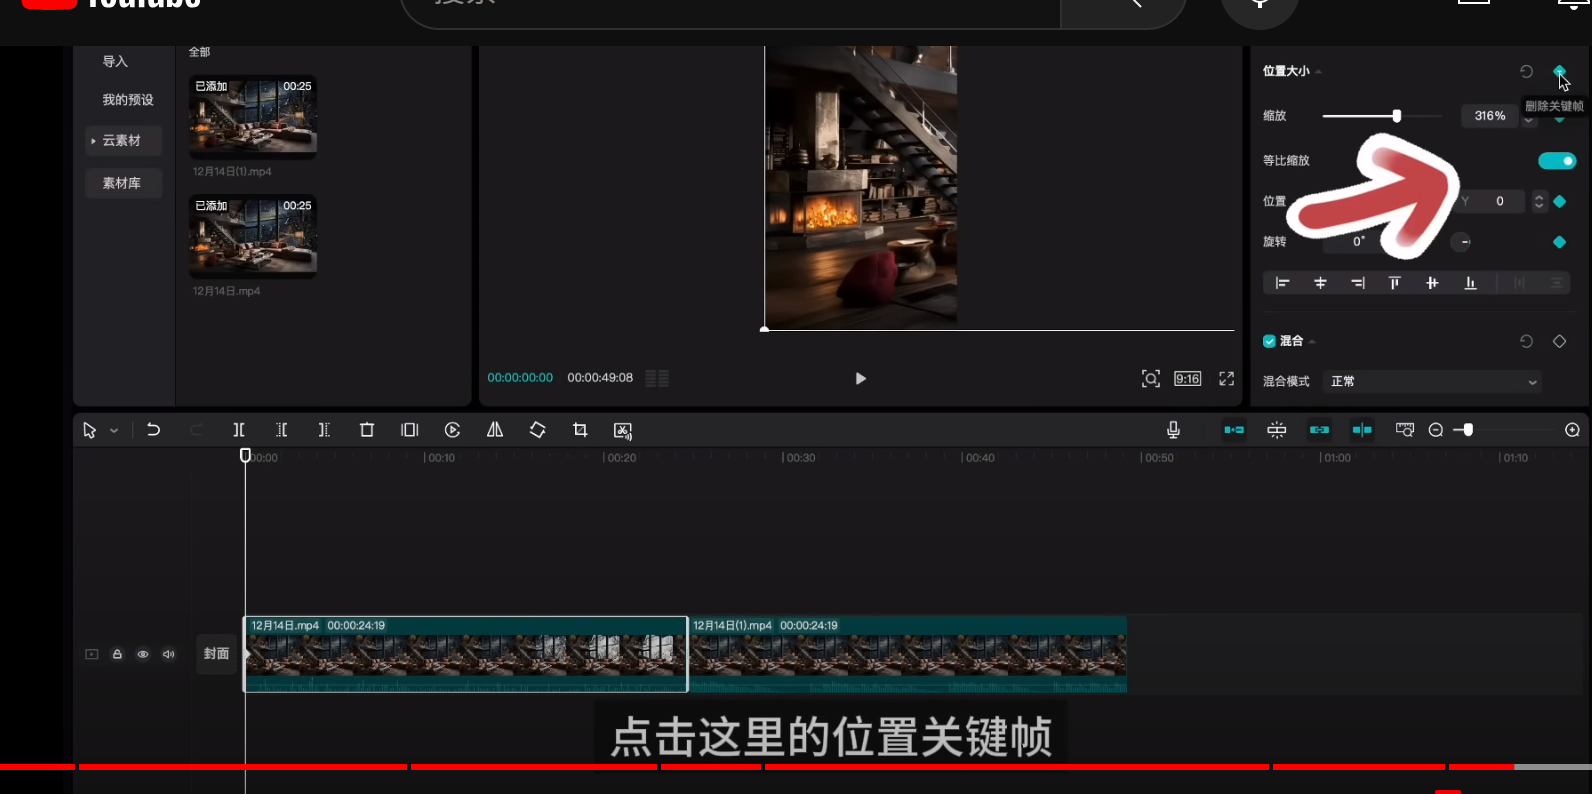 YouTube
搜索
导入
我的预设
云素材
素材库
全部
已添加 00:25
12月14日(1).mp4
已添加 00:25
12月14日.mp4
00:00:00:00 00:00:49:08
9:16
位置大小
删除关键帧
缩放 316%
等比缩放
位置 Y 0
旋转 0°
混合
混合模式 正常
00:00 00:10 00:20 00:30 00:40 00:50 01:00 01:10
封面
12月14日.mp4 00:00:24:19
12月14日(1).mp4 00:00:24:19
点击这里的位置关键帧